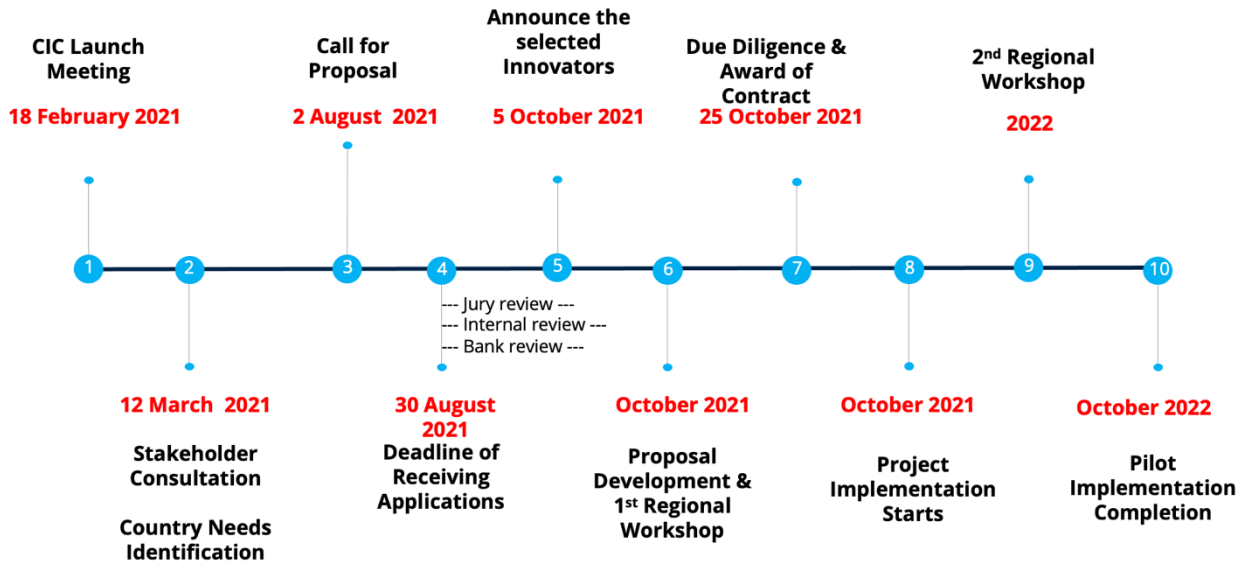 CIC Launch
Meeting
18 February 2021
Call for
Proposal
2 August 2021
Announce the
selected
Innovators
5 October 2021
Due Diligence &
Award of
Contract
25 October 2021
2nd Regional
Workshop
2022
1
2
3
4
5
6
7
8
9
10
--- Jury review ---
--- Internal review ---
--- Bank review ---
12 March 2021
Stakeholder
Consultation
Country Needs
Identification
30 August
2021
Deadline of
Receiving
Applications
October 2021
Proposal
Development &
1st Regional
Workshop
October 2021
Project
Implementation
Starts
October 2022
Pilot
Implementation
Completion